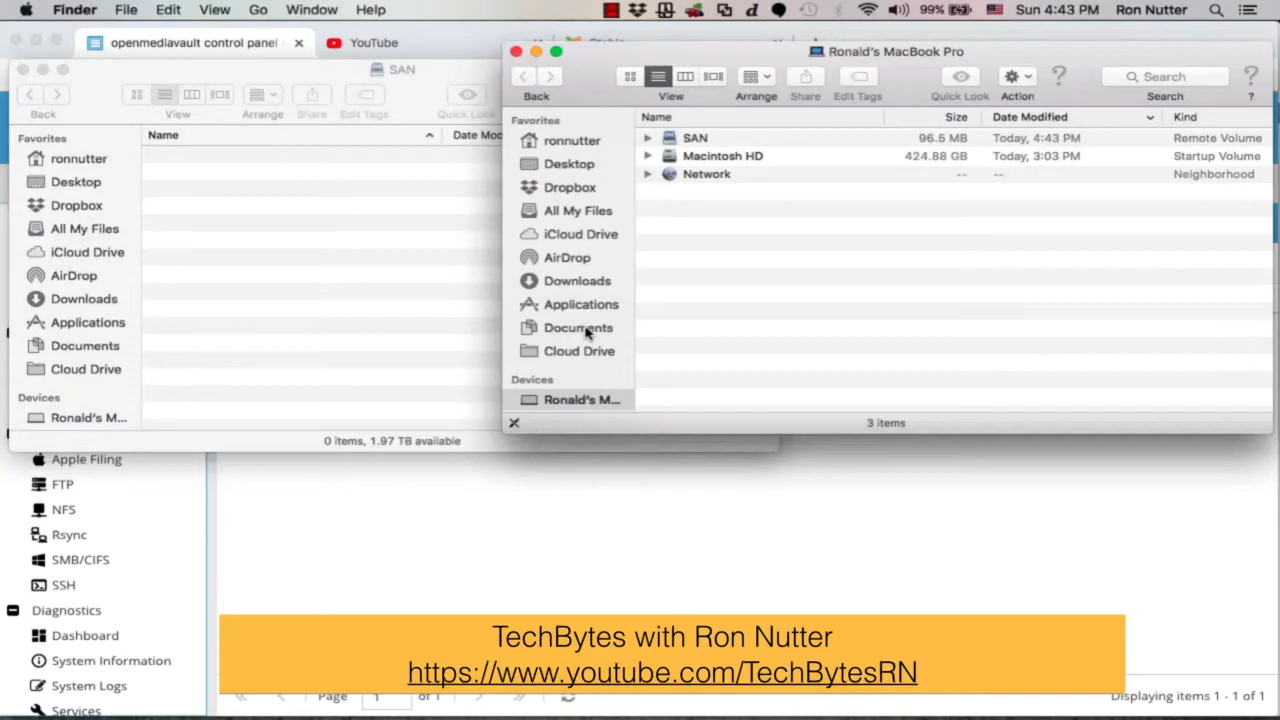 Finder File Edit View Go Window Help 99% Sun 4:43 PM Ron Nutter
openmediavault control panel YouTube
SAN
Back View Arrange Share Edit Tags Quick Look
Favorites Name Date Mod
ronnutter
Desktop
Dropbox
All My Files
iCloud Drive
AirDrop
Downloads
Applications
Documents
Cloud Drive
Devices
Ronald's M...
0 items, 1.97 TB available
Ronald's MacBook Pro
Search
Back View Arrange Share Edit Tags Quick Look Action Search ?
Favorites Name Size Date Modified Kind
ronnutter
Desktop
Dropbox
All My Files
iCloud Drive
AirDrop
Downloads
Applications
Documents
Cloud Drive
Devices
Ronald's M...
SAN 96.5 MB Today, 4:43 PM Remote Volume
Macintosh HD 424.88 GB Today, 3:03 PM Startup Volume
Network -- -- Neighborhood
3 items
Apple Filing
FTP
NFS
Rsync
SMB/CIFS
SSH
Diagnostics
Dashboard
System Information
System Logs
Services
TechBytes with Ron Nutter
https://www.youtube.com/TechBytesRN
Page 1 of 1 Displaying items 1 - 1 of 1